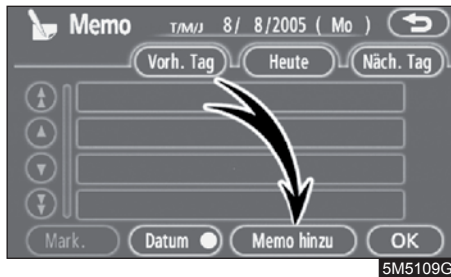 Memo T/M/J 8/ 8/2005 ( Mo )
Vorh. Tag Heute Näch. Tag
Mark. Datum Memo hinzu OK
5M5109G